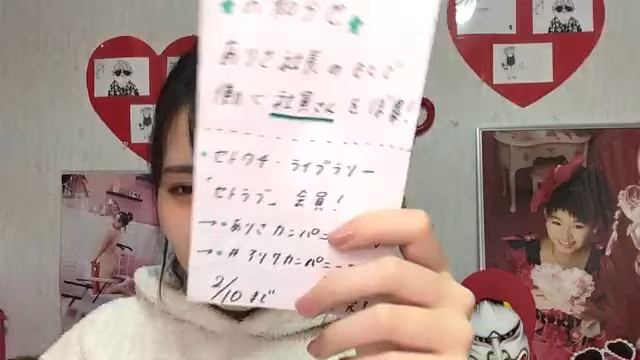 お知らせ
ありさ社長のもとで
働く社員さんを募集!
・セトウチ・ライブラリー
「セトラブ」会員!
→・ありさカンパニー
→・#アリサカンパニー
2/10まで